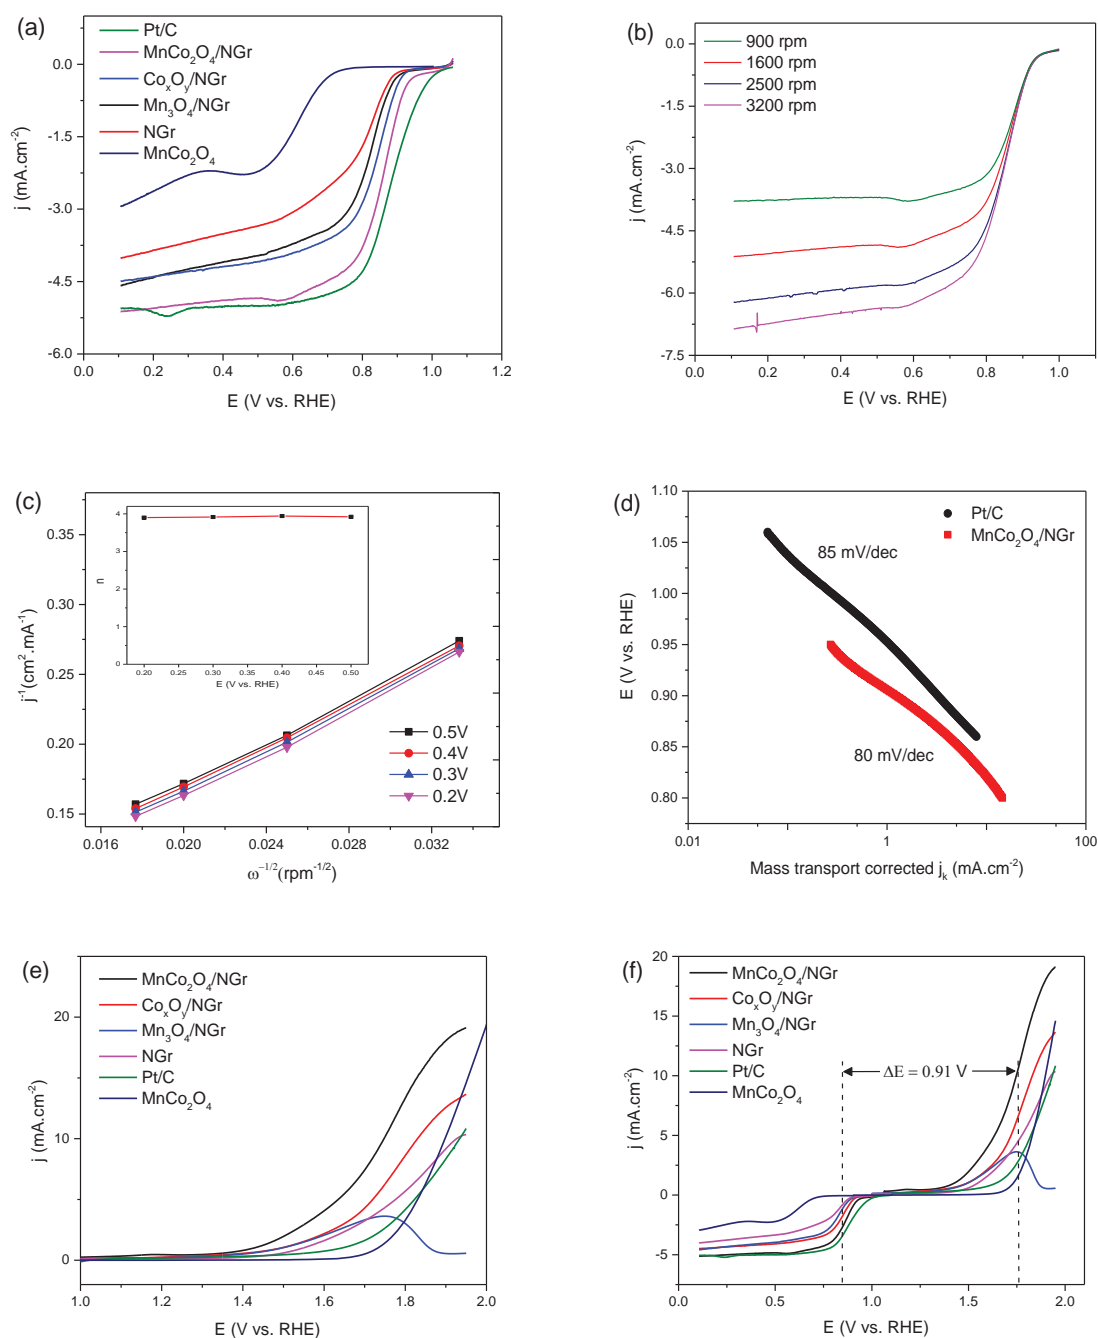 (a)
Pt/C
MnCo₂O₄/NGr
CoₓOᵧ/NGr
Mn₃O₄/NGr
NGr
MnCo₂O₄
0.0
-1.5
-3.0
-4.5
-6.0
j (mA.cm⁻²)
0.0 0.2 0.4 0.6 0.8 1.0 1.2
E (V vs. RHE)
(b)
900 rpm
1600 rpm
2500 rpm
3200 rpm
0.0
-1.5
-3.0
-4.5
-6.0
-7.5
j (mA.cm⁻²)
0.0 0.2 0.4 0.6 0.8 1.0
E (V vs. RHE)
(c)
0.35
0.30
0.25
0.20
0.15
j⁻¹(cm².mA⁻¹)
4
3
2
1
0
n
0.20 0.25 0.30 0.35 0.40 0.45 0.50
E (V vs. RHE)
0.5V
0.4V
0.3V
0.2V
0.016 0.020 0.024 0.028 0.032
ω⁻¹/²(rpm⁻¹/²)
(d)
1.10
1.05
1.00
0.95
0.90
0.85
0.80
E (V vs. RHE)
Pt/C
MnCo₂O₄/NGr
85 mV/dec
80 mV/dec
0.01 1 100
Mass transport corrected jₖ (mA.cm⁻²)
(e)
MnCo₂O₄/NGr
CoₓOᵧ/NGr
Mn₃O₄/NGr
NGr
Pt/C
MnCo₂O₄
20
10
0
j (mA.cm⁻²)
1.0 1.2 1.4 1.6 1.8 2.0
E (V vs. RHE)
(f)
MnCo₂O₄/NGr
CoₓOᵧ/NGr
Mn₃O₄/NGr
NGr
Pt/C
MnCo₂O₄
ΔE = 0.91 V
20
15
10
5
0
-5
j (mA.cm⁻²)
0.0 0.5 1.0 1.5 2.0
E (V vs. RHE)